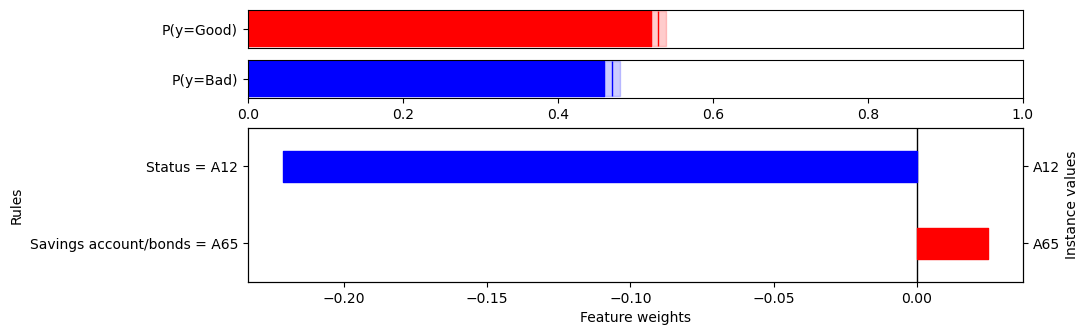 P(y=Good)
P(y=Bad)
0.0 0.2 0.4 0.6 0.8 1.0
Rules
Status = A12
A12
Savings account/bonds = A65
A65
Instance values
−0.20 −0.15 −0.10 −0.05 0.00
Feature weights